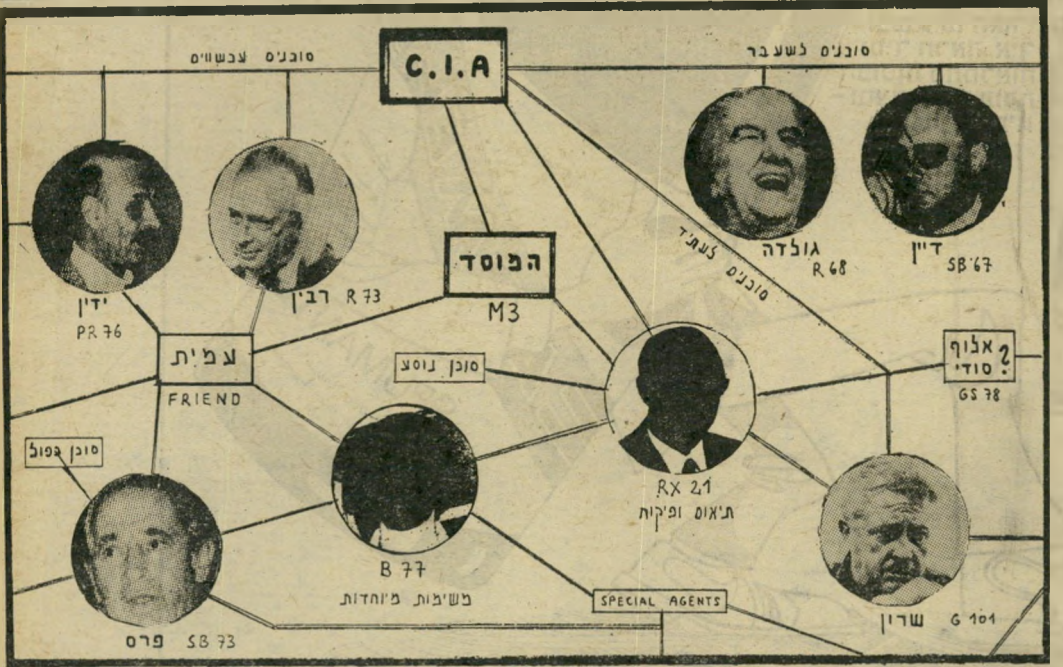 סוכנים עכשווים
C.I.A
סוכנים לשעבר
ידין
PR 76
רבין R 73
המוסד
M3
גולדה
R 68
דיין
SB 67
סוכנים לעתיד
עמית
FRIEND
סוכן נוסע
אלוף ?
סודי
GS 78
סוכן כפול
RX 21
תיאום ופיקוח
B 77
משימות מיוחדות
SPECIAL AGENTS
פרס SB 73
שרון G 101